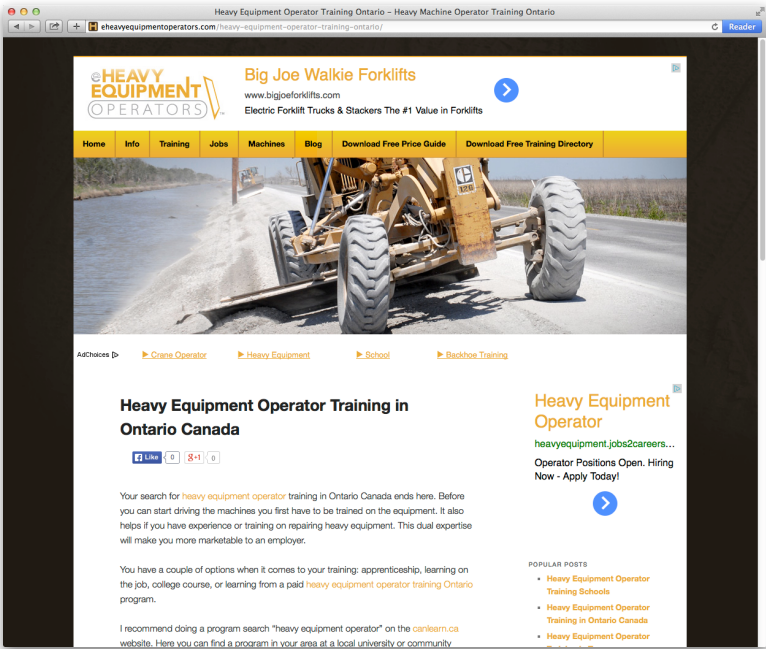 Heavy Equipment Operator Training Ontario – Heavy Machine Operator Training Ontario
eheavyequipmentoperators.com/heavy-equipment-operator-training-ontario/
Reader
eHEAVY
EQUIPMENT
OPERATORS
Big Joe Walkie Forklifts
www.bigjoeforklifts.com
Electric Forklift Trucks & Stackers The #1 Value in Forklifts
Home Info Training Jobs Machines Blog Download Free Price Guide Download Free Training Directory
126
AdChoices Crane Operator Heavy Equipment School Backhoe Training
Heavy Equipment Operator Training in
Ontario Canada
Like 0 g+1 0
Your search for heavy equipment operator training in Ontario Canada ends here. Before
you can start driving the machines you first have to be trained on the equipment. It also
helps if you have experience or training on repairing heavy equipment. This dual expertise
will make you more marketable to an employer.
You have a couple of options when it comes to your training: apprenticeship, learning on
the job, college course, or learning from a paid heavy equipment operator training Ontario
program.
I recommend doing a program search “heavy equipment operator” on the canlearn.ca
website. Here you can find a program in your area at a local university or community
Heavy Equipment
Operator
heavyequipment.jobs2careers...
Operator Positions Open. Hiring
Now - Apply Today!
POPULAR POSTS
Heavy Equipment Operator
Training Schools
Heavy Equipment Operator
Training in Ontario Canada
Heavy Equipment Operator